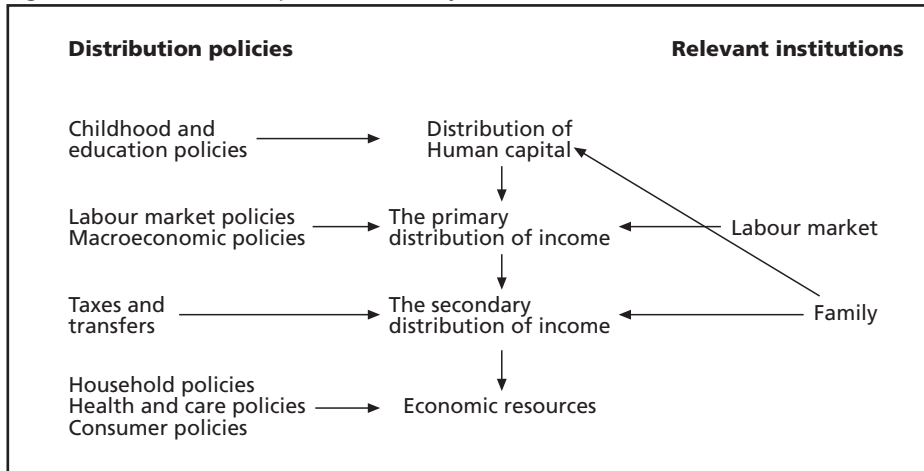 Distribution policies
Relevant institutions
Childhood and
education policies
Distribution of
Human capital
Labour market policies
Macroeconomic policies
The primary
distribution of income
Labour market
Taxes and
transfers
The secondary
distribution of income
Family
Household policies
Health and care policies
Consumer policies
Economic resources